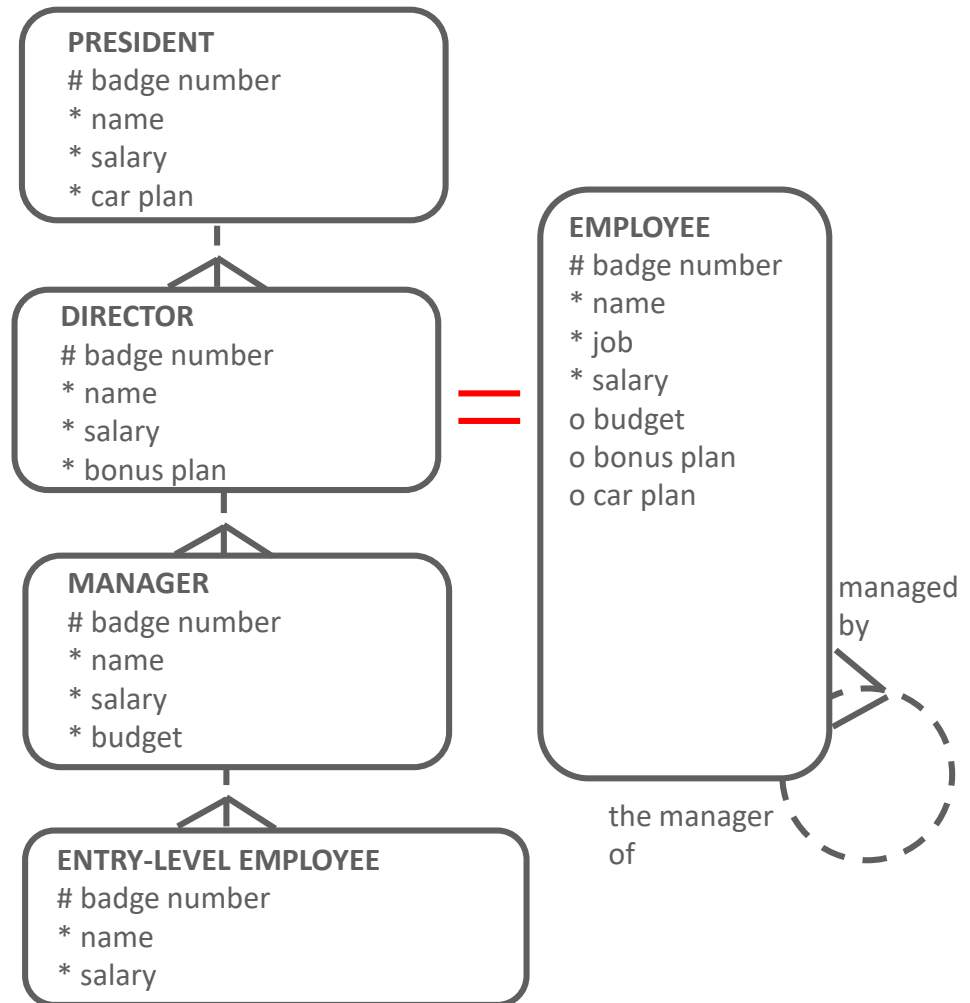 PRESIDENT
# badge number
* name
* salary
* car plan
DIRECTOR
# badge number
* name
* salary
* bonus plan
MANAGER
# badge number
* name
* salary
* budget
ENTRY-LEVEL EMPLOYEE
# badge number
* name
* salary
EMPLOYEE
# badge number
* name
* job
* salary
o budget
o bonus plan
o car plan
managed
by
the manager
of